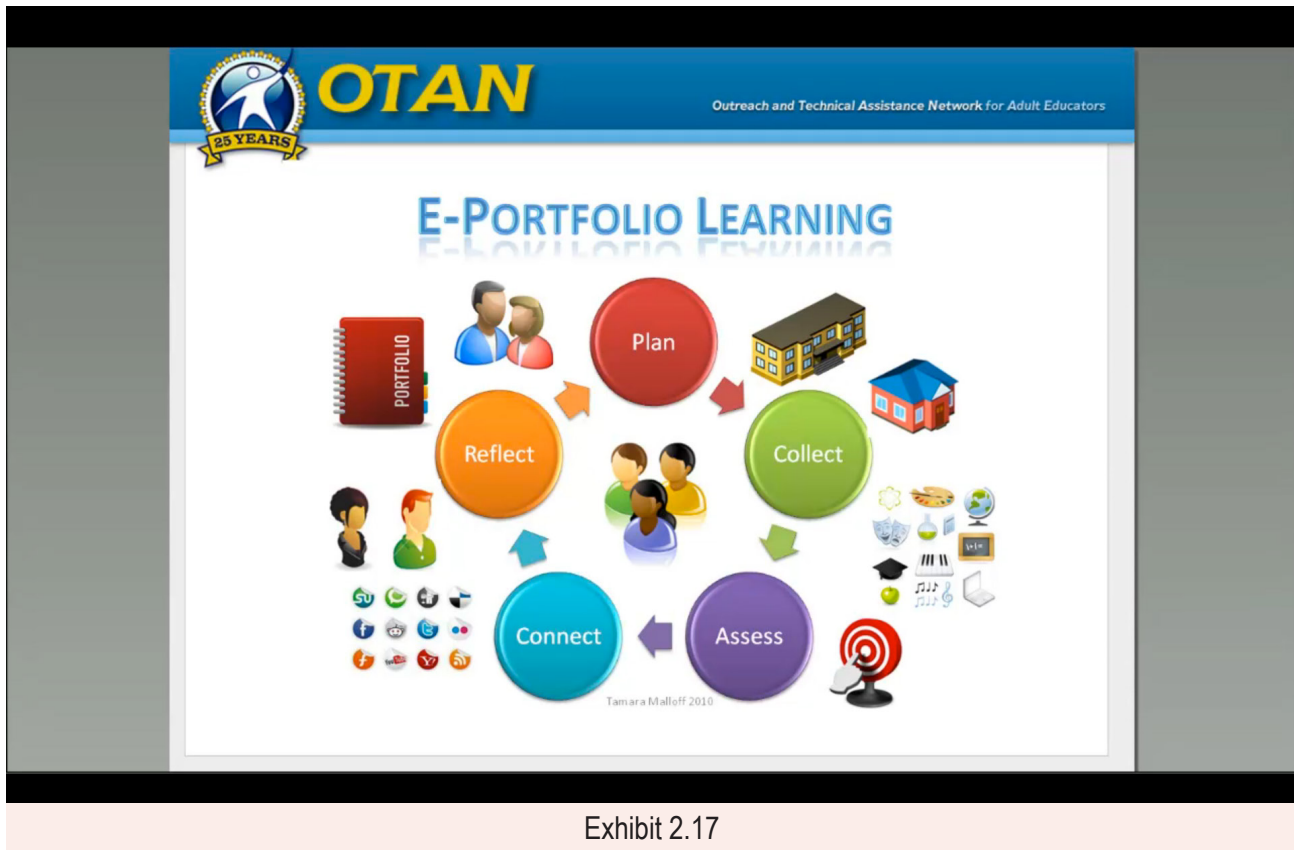 OTAN
25 YEARS
Outreach and Technical Assistance Network for Adult Educators
E-PORTFOLIO LEARNING
PORTFOLIO
Plan
Reflect
Collect
Connect
Assess
Tamara Malloff 2010
Exhibit 2.17